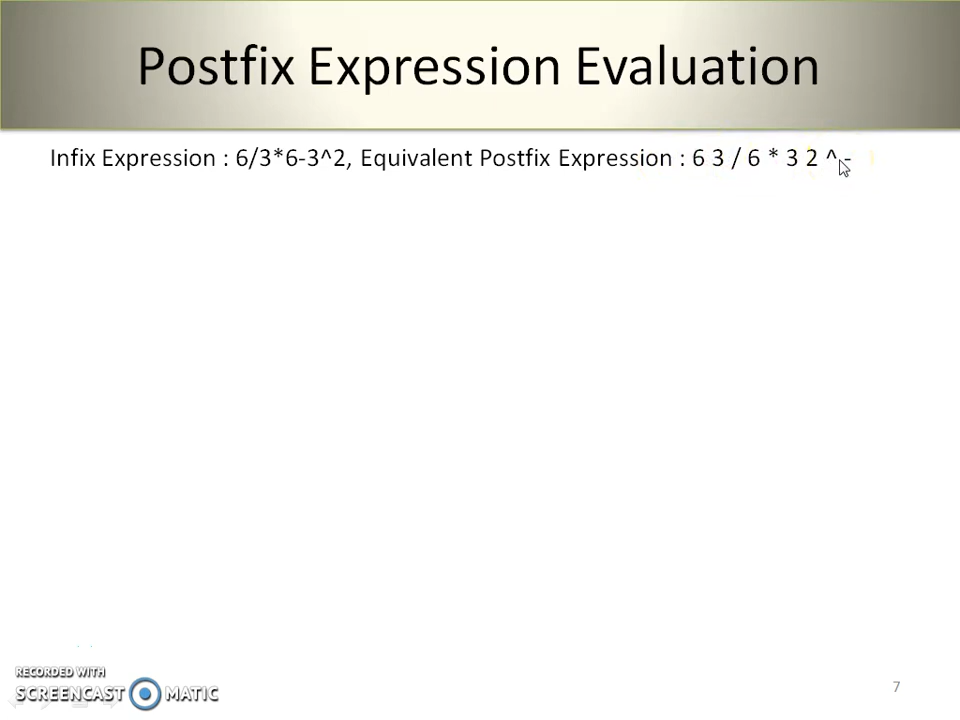 Postfix Expression Evaluation
Infix Expression : 6/3*6-3^2, Equivalent Postfix Expression : 6 3 / 6 * 3 2 ^ -
RECORDED WITH
SCREENCAST MATIC
7